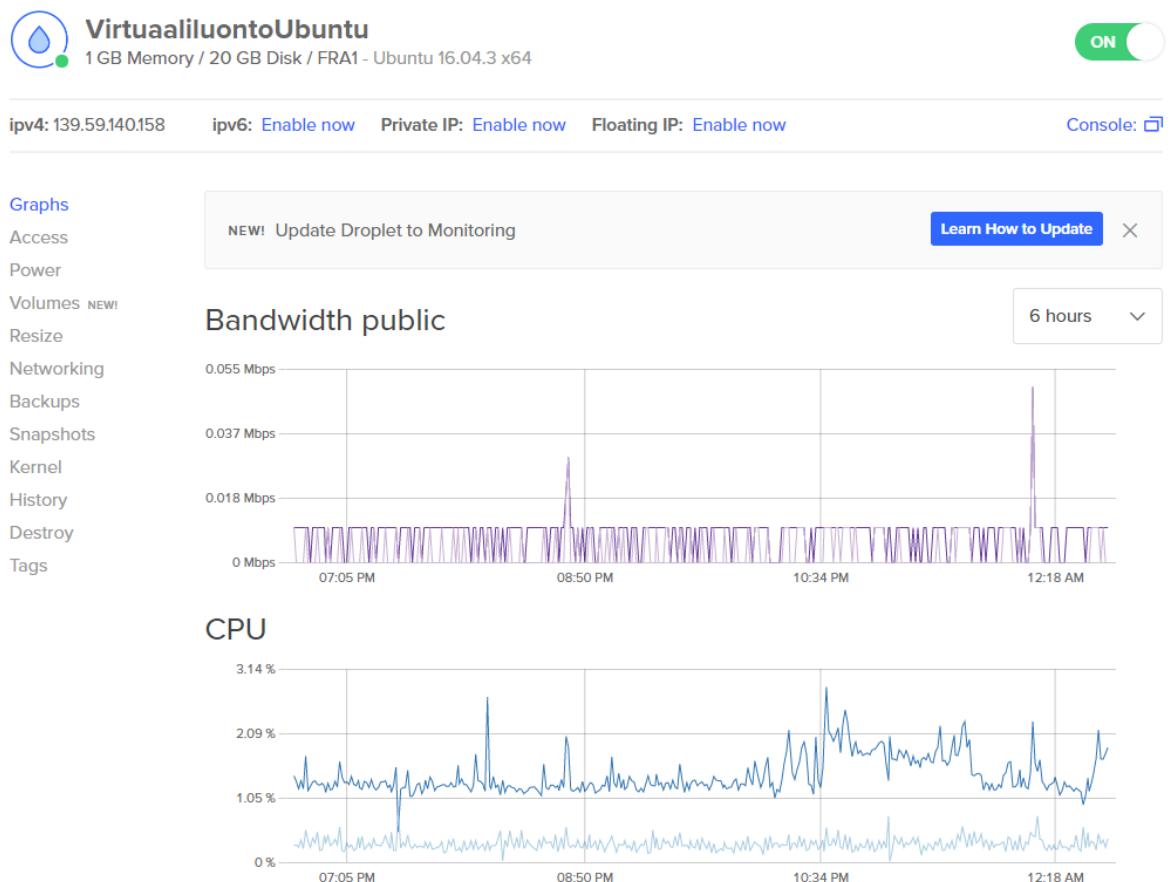 VirtuaaliluontoUbuntu
1 GB Memory / 20 GB Disk / FRA1 - Ubuntu 16.04.3 x64
ON
ipv4: 139.59.140.158 ipv6: Enable now Private IP: Enable now Floating IP: Enable now Console:
Graphs
Access
Power
Volumes NEW!
Resize
Networking
Backups
Snapshots
Kernel
History
Destroy
Tags
NEW! Update Droplet to Monitoring Learn How to Update
Bandwidth public
6 hours
0.055 Mbps
0.037 Mbps
0.018 Mbps
0 Mbps
07:05 PM 08:50 PM 10:34 PM 12:18 AM
CPU
3.14 %
2.09 %
1.05 %
0 %
07:05 PM 08:50 PM 10:34 PM 12:18 AM